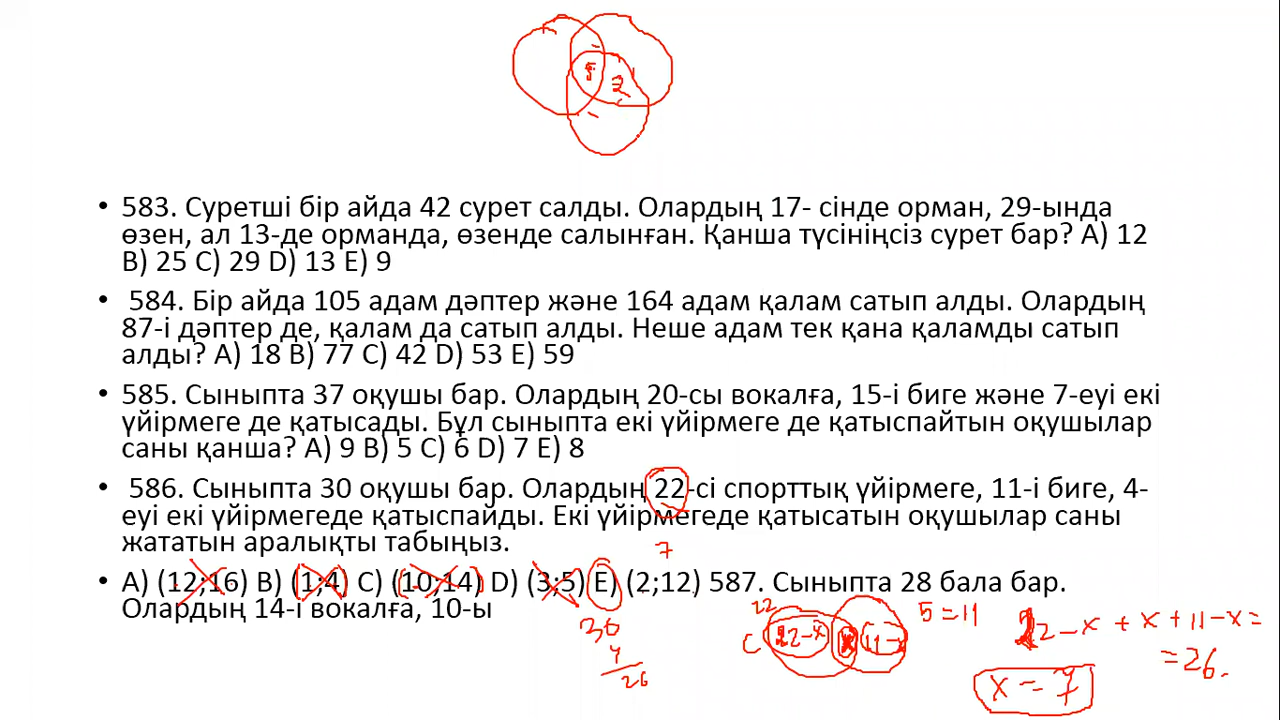 5
2
• 583. Суретші бір айда 42 сурет салды. Олардың 17- сінде орман, 29-ында
өзен, ал 13-де орманда, өзенде салынған. Қанша түсініңсіз сурет бар? A) 12
B) 25 C) 29 D) 13 E) 9
• 584. Бір айда 105 адам дәптер және 164 адам қалам сатып алды. Олардың
87-і дәптер де, қалам да сатып алды. Неше адам тек қана қаламды сатып
алды? A) 18 B) 77 C) 42 D) 53 E) 59
• 585. Сыныпта 37 оқушы бар. Олардың 20-сы вокалға, 15-і биге және 7-еуі екі
үйірмеге де қатысады. Бұл сыныпта екі үйірмеге де қатыспайтын оқушылар
саны қанша? A) 9 B) 5 C) 6 D) 7 E) 8
• 586. Сыныпта 30 оқушы бар. Олардың 22-сі спорттық үйірмеге, 11-і биге, 4-
еуі екі үйірмегеде қатыспайды. Екі үйірмегеде қатысатын оқушылар саны
жататын аралықты табыңыз.
7
• A) (12;16) B) (1;4) C) (10;14) D) (3;5) E) (2;12) 587. Сыныпта 28 бала бар.
Олардың 14-і вокалға, 10-ы
30
4
26
22
C 22-x x 11-x
5=11
22-x + x + 11-x =
=26.
x = 7